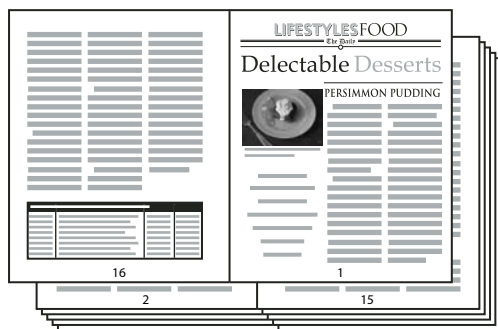 LIFESTYLES FOOD
The Daily
Delectable Desserts
PERSIMMON PUDDING
16
1
2
15